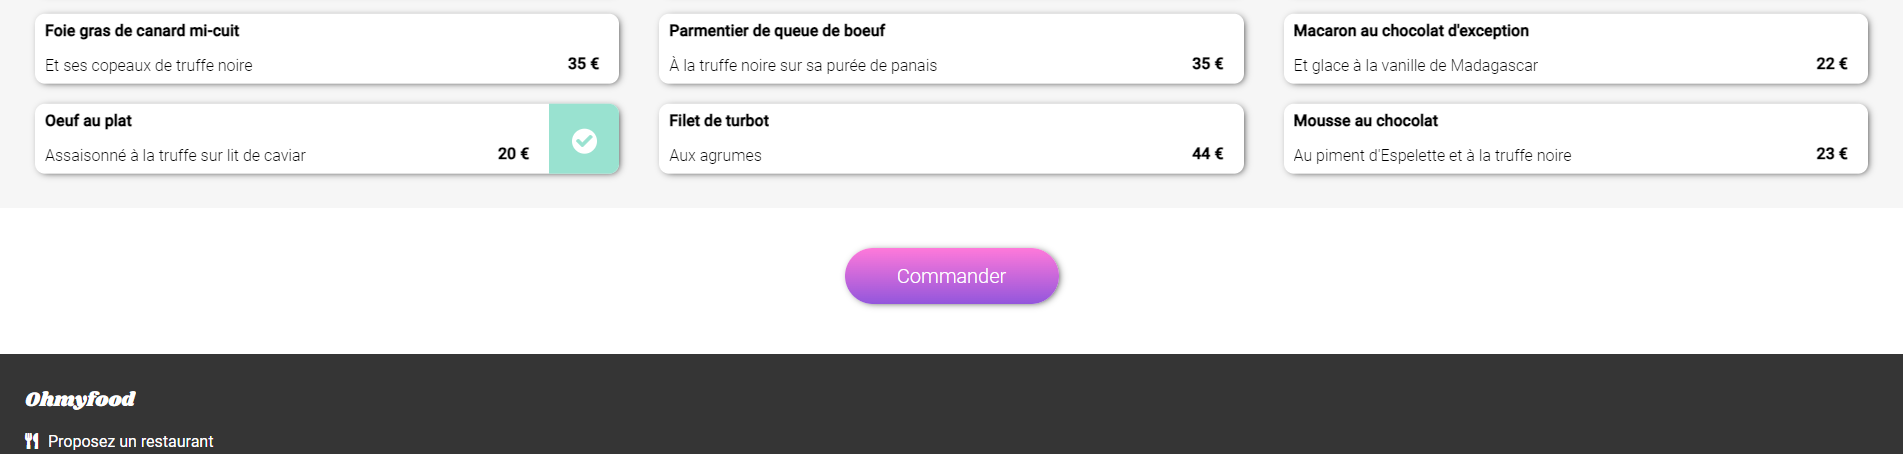 Foie gras de canard mi-cuit
Et ses copeaux de truffe noire
35 €
Parmentier de queue de boeuf
À la truffe noire sur sa purée de panais
35 €
Macaron au chocolat d'exception
Et glace à la vanille de Madagascar
22 €
Oeuf au plat
Assaisonné à la truffe sur lit de caviar
20 €
Filet de turbot
Aux agrumes
44 €
Mousse au chocolat
Au piment d'Espelette et à la truffe noire
23 €
Commander
Ohmyfood
Proposez un restaurant